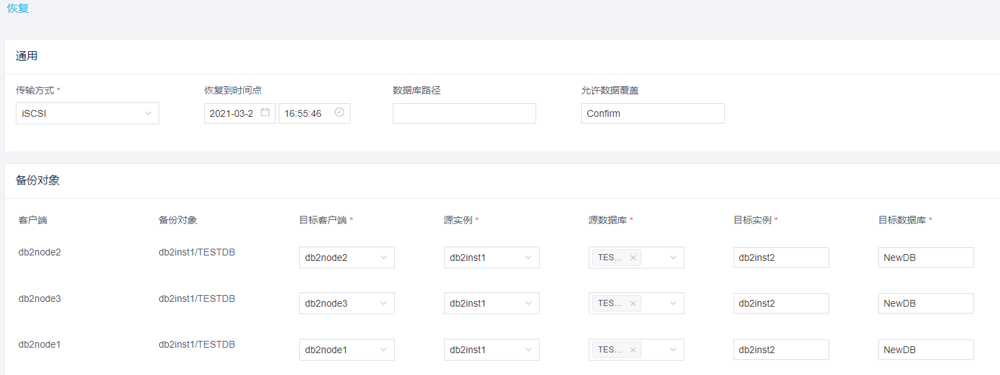 恢复
通用
传输方式 * 恢复到时间点 数据库路径 允许数据覆盖
iSCSI 2021-03-2 16:55:46 Confirm
备份对象
客户端 备份对象 目标客户端 * 源实例 * 源数据库 * 目标实例 * 目标数据库 *
db2node2 db2inst1/TESTDB db2node2 db2inst1 TES... db2inst2 NewDB
db2node3 db2inst1/TESTDB db2node3 db2inst1 TES... db2inst2 NewDB
db2node1 db2inst1/TESTDB db2node1 db2inst1 TES... db2inst2 NewDB